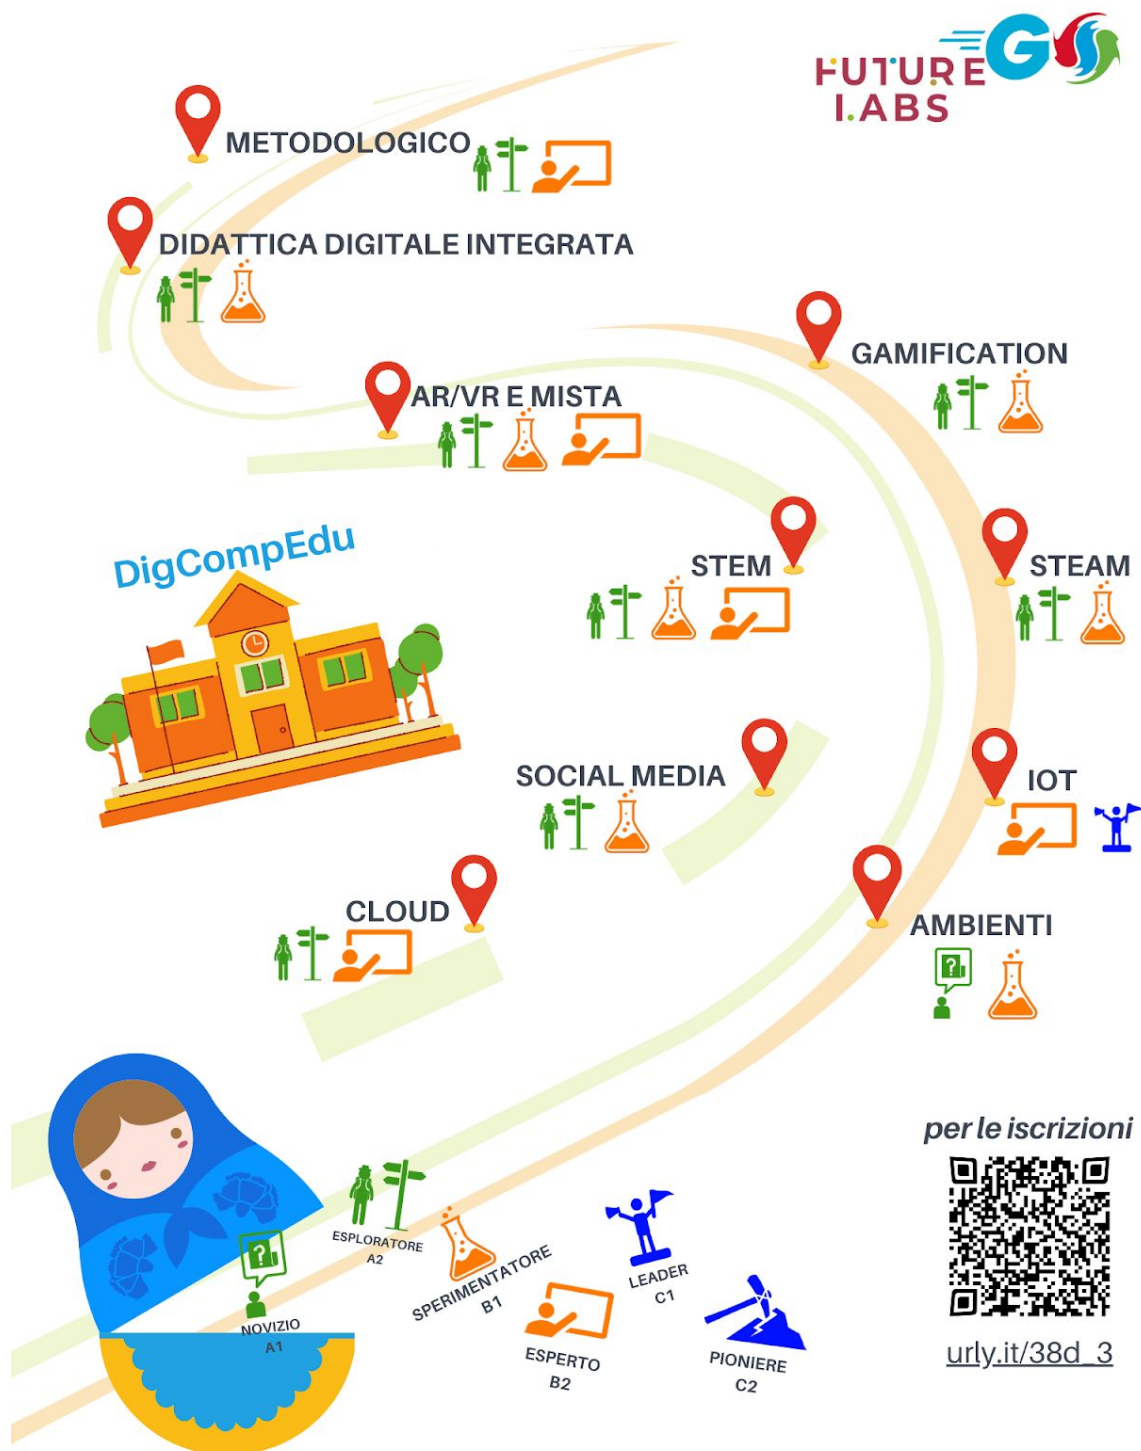 FUTURE GO
LABS
METODOLOGICO
DIDATTICA DIGITALE INTEGRATA
GAMIFICATION
AR/VR E MISTA
DigCompEdu
STEM
STEAM
SOCIAL MEDIA
IOT
CLOUD
AMBIENTI
?
per le iscrizioni
ESPLORATORE
A2
?
SPERIMENTATORE
B1
LEADER
C1
NOVIZIO
A1
ESPERTO
B2
PIONIERE
C2
urly.it/38d_3